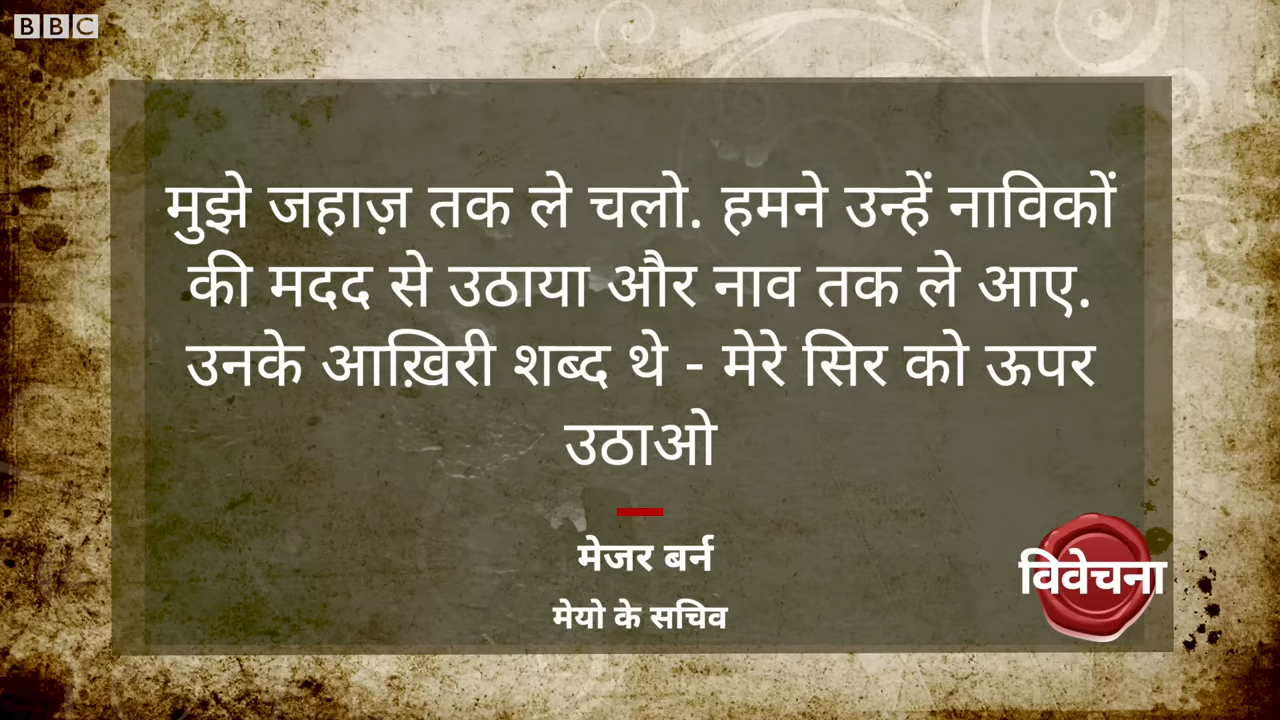 BBC
मुझे जहाज़ तक ले चलो. हमने उन्हें नाविकों
की मदद से उठाया और नाव तक ले आए.
उनके आख़िरी शब्द थे - मेरे सिर को ऊपर
उठाओ
मेजर बर्न
विवेचना
मेयो के सचिव